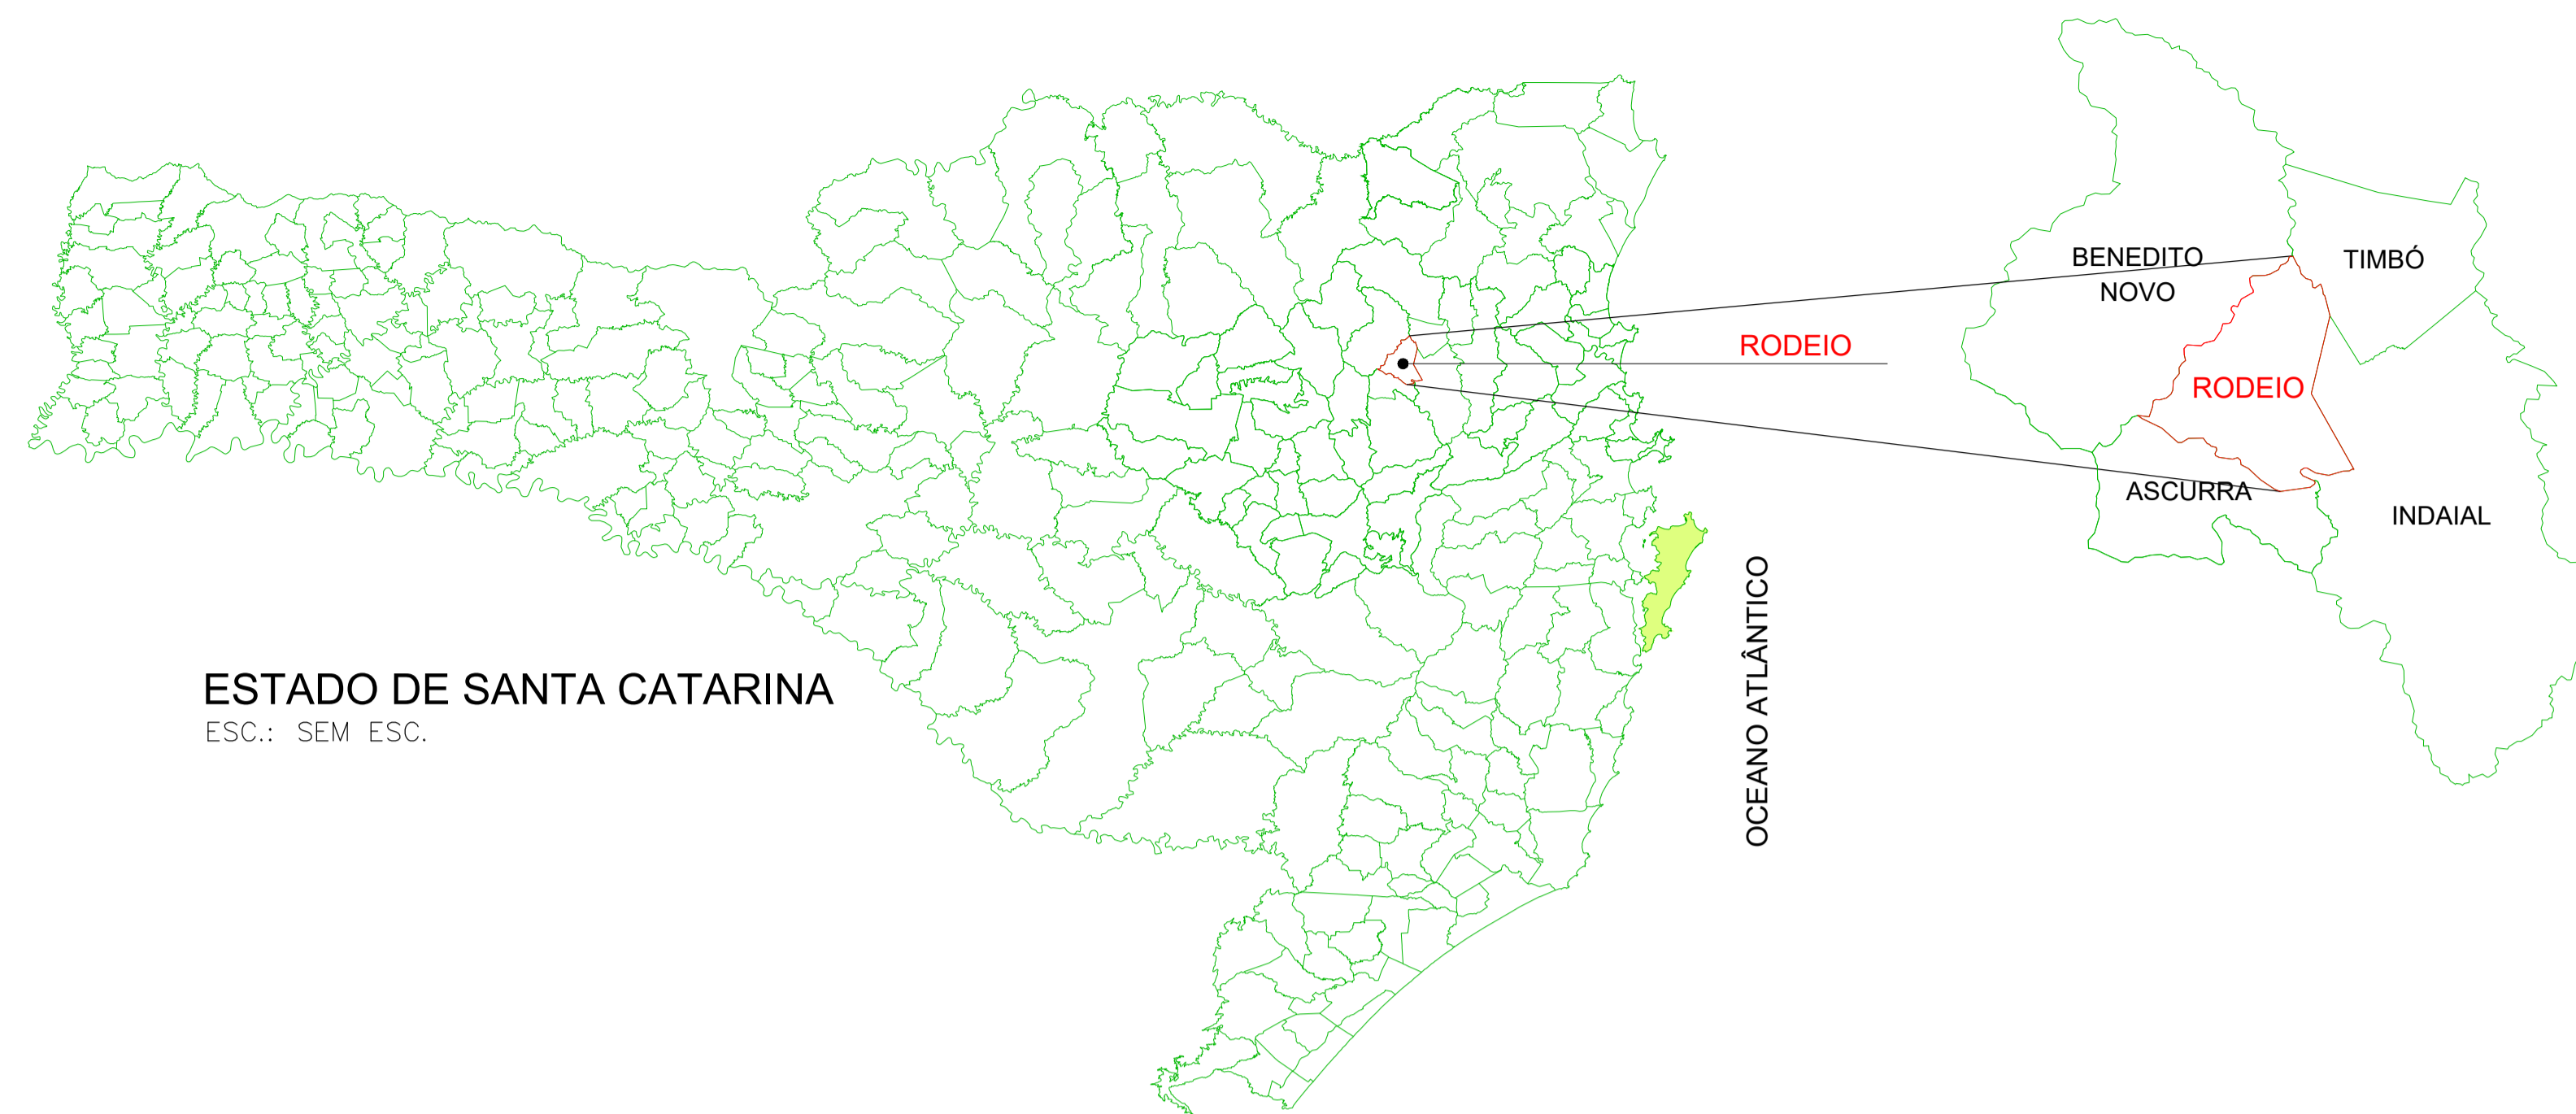 BENEDITO
NOVO
TIMBÓ
RODEIO
RODEIO
ASCURRA
INDAIAL
OCEANO ATLÂNTICO
ESTADO DE SANTA CATARINA
ESC.: SEM ESC.